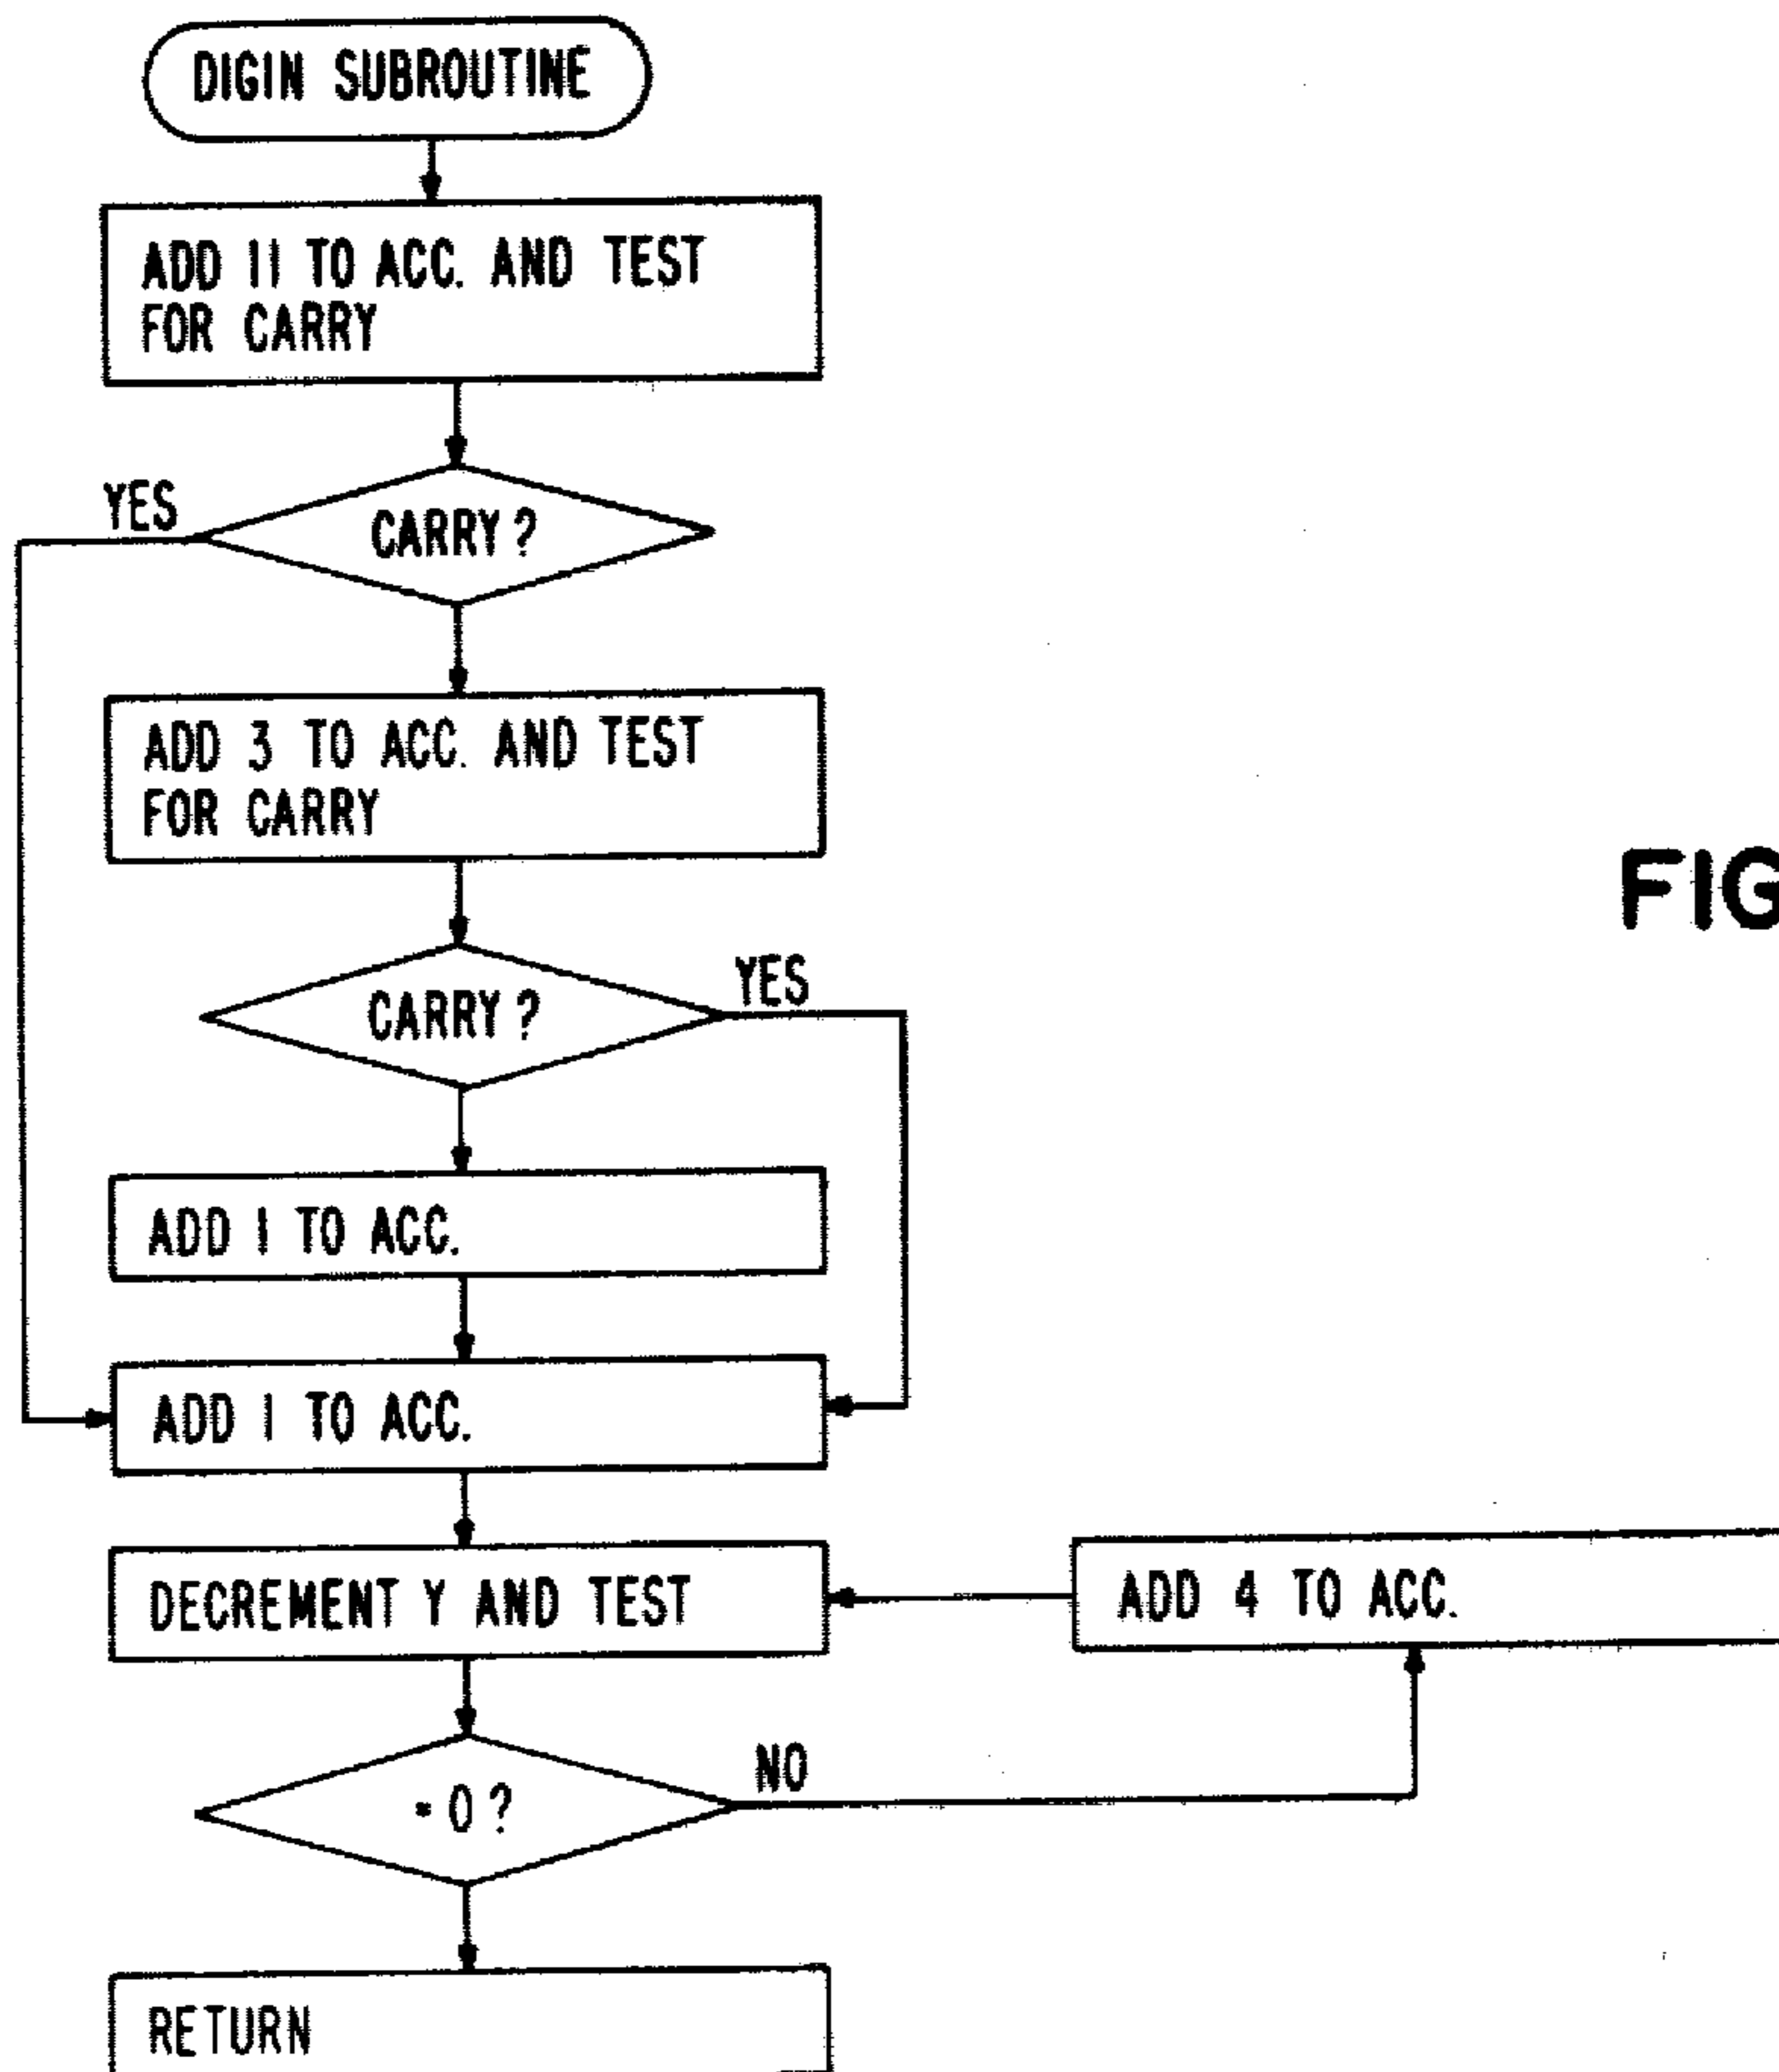 DIGIN SUBROUTINE
ADD 11 TO ACC. AND TEST
FOR CARRY
YES
CARRY?
ADD 3 TO ACC. AND TEST
FOR CARRY
FIG
YES
CARRY?
ADD 1 TO ACC.
ADD 1 TO ACC.
DECREMENT Y AND TEST
ADD 4 TO ACC.
NO
=0?
RETURN